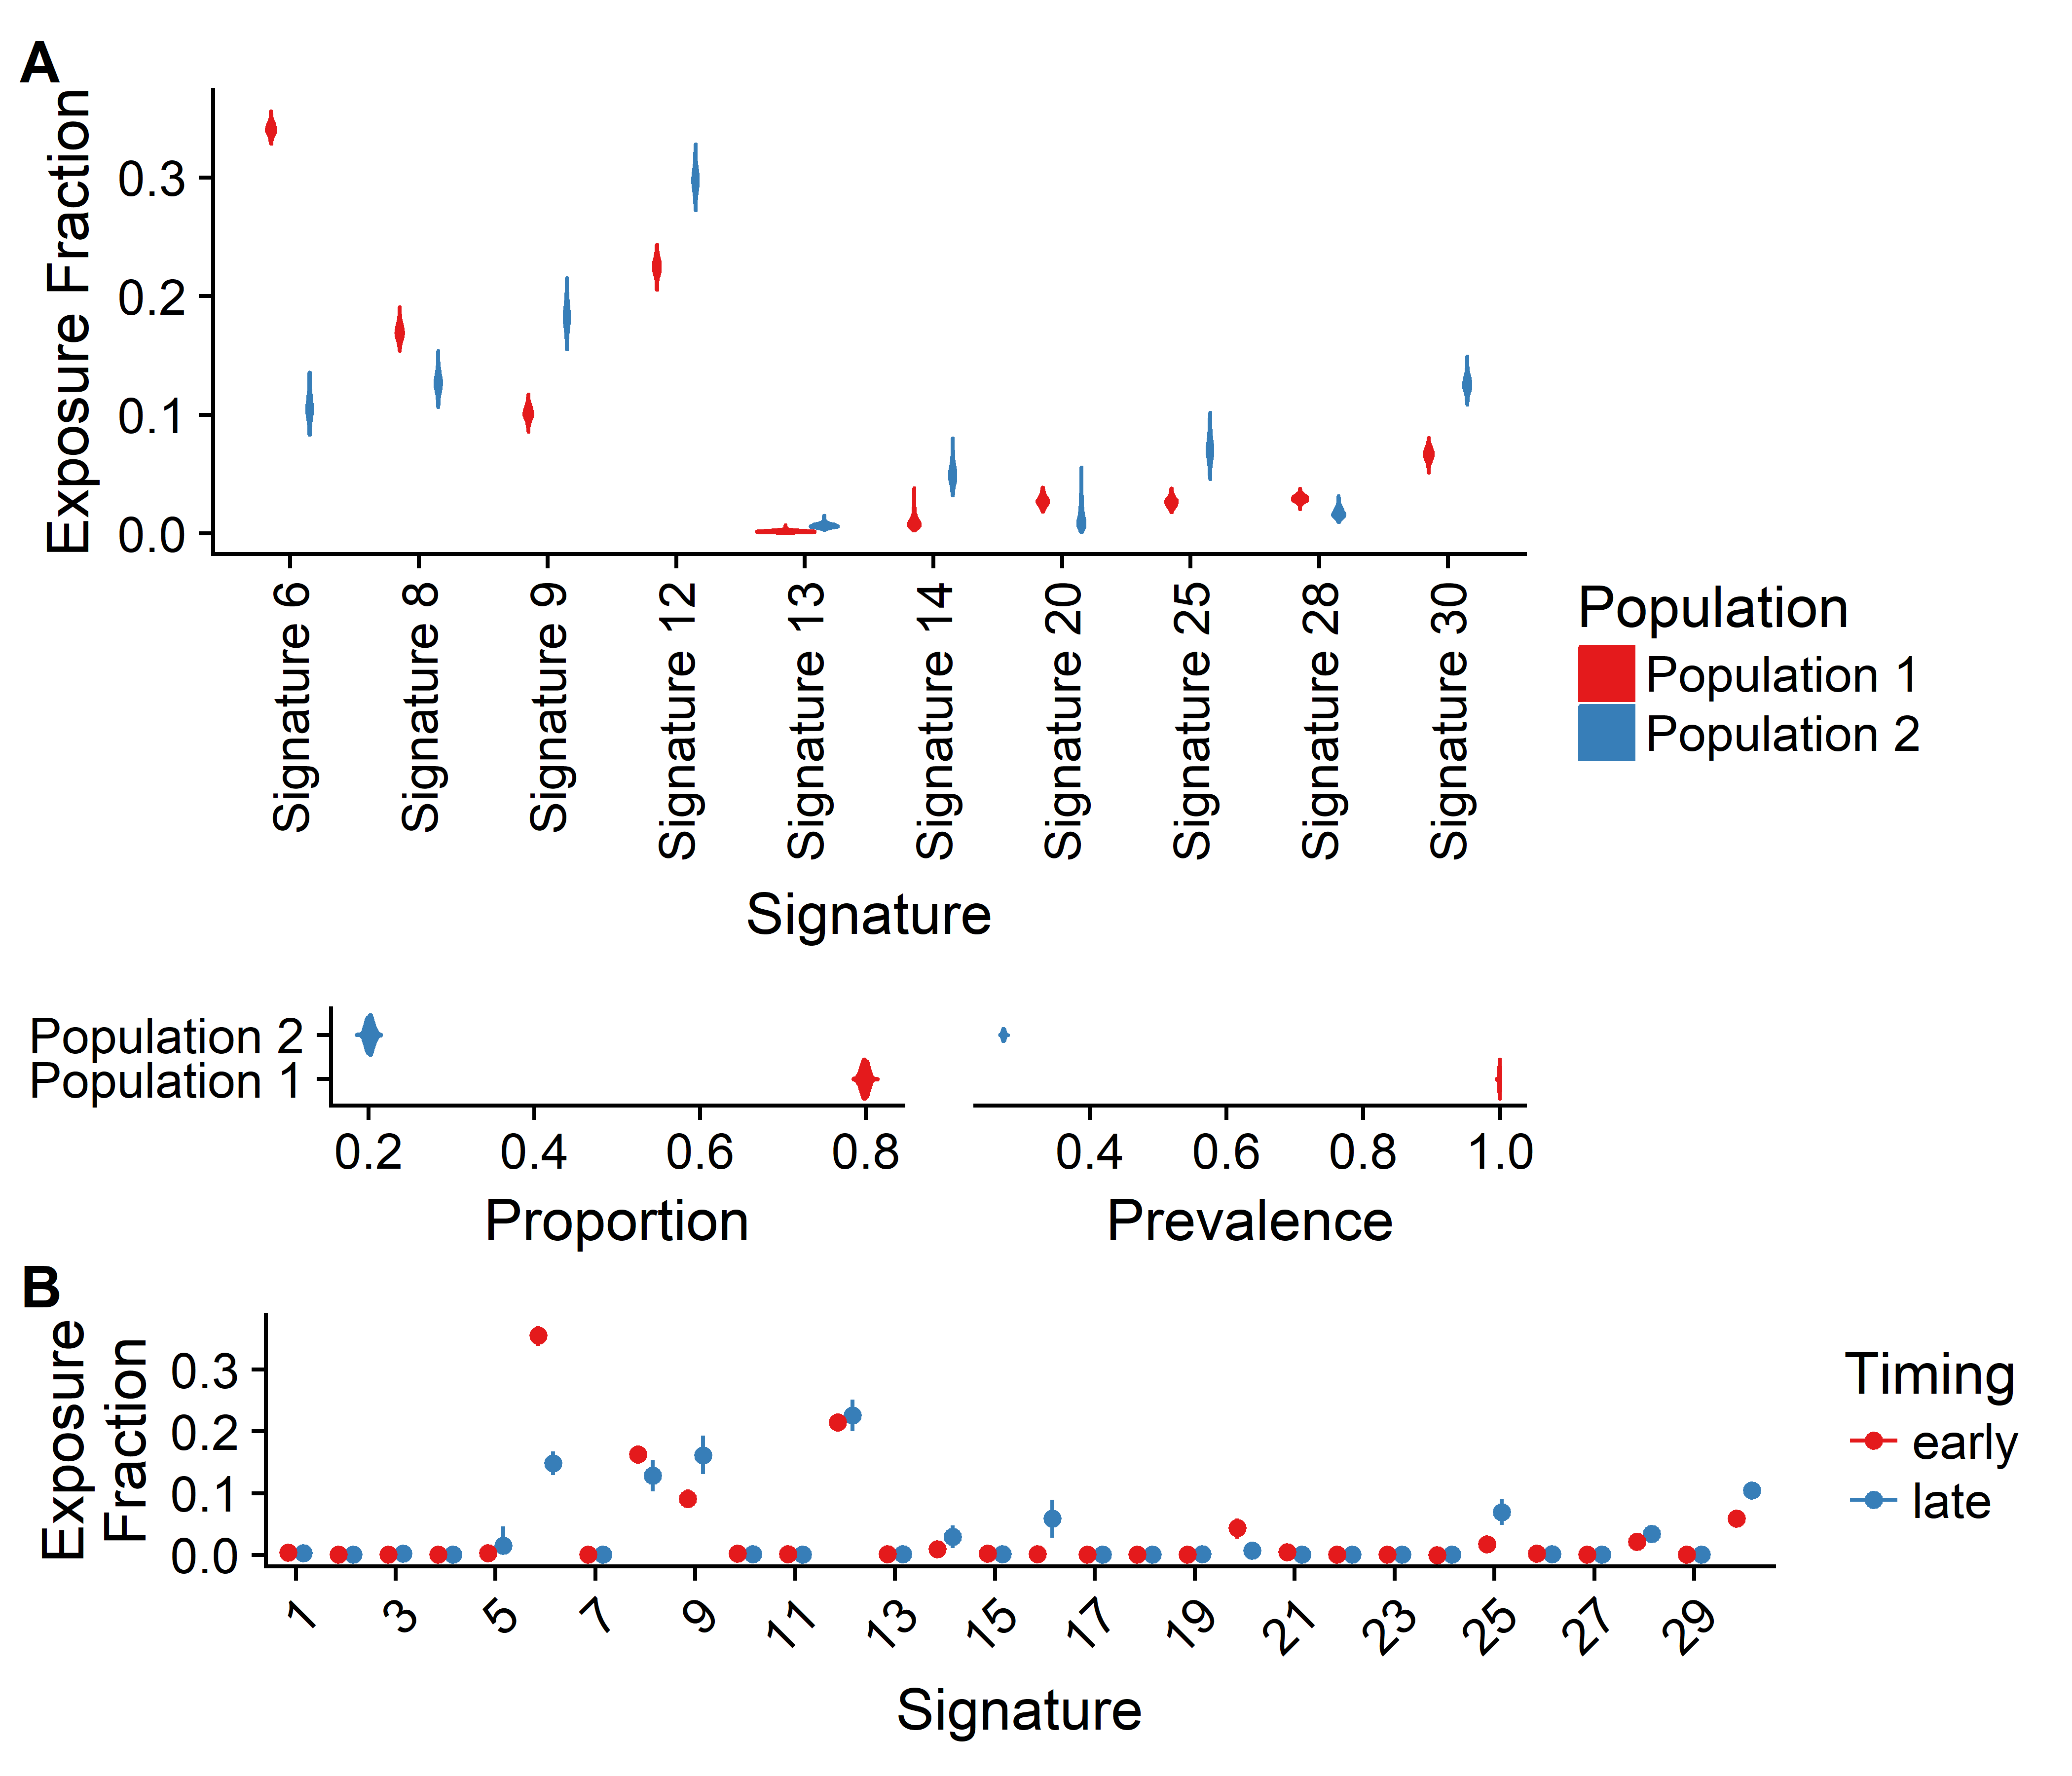 A
Exposure Fraction
0.3
0.2
0.1
0.0
Signature 6
Signature 8
Signature 9
Signature 12
Signature 13
Signature 14
Signature 20
Signature 25
Signature 28
Signature 30
Signature
Population
Population 1
Population 2
Population 2
Population 1
0.2 0.4 0.6 0.8
Proportion
0.4 0.6 0.8 1.0
Prevalence
B
Exposure
Fraction
0.3
0.2
0.1
0.0
1 3 5 7 9 11 13 15 17 19 21 23 25 27 29
Signature
Timing
early
late